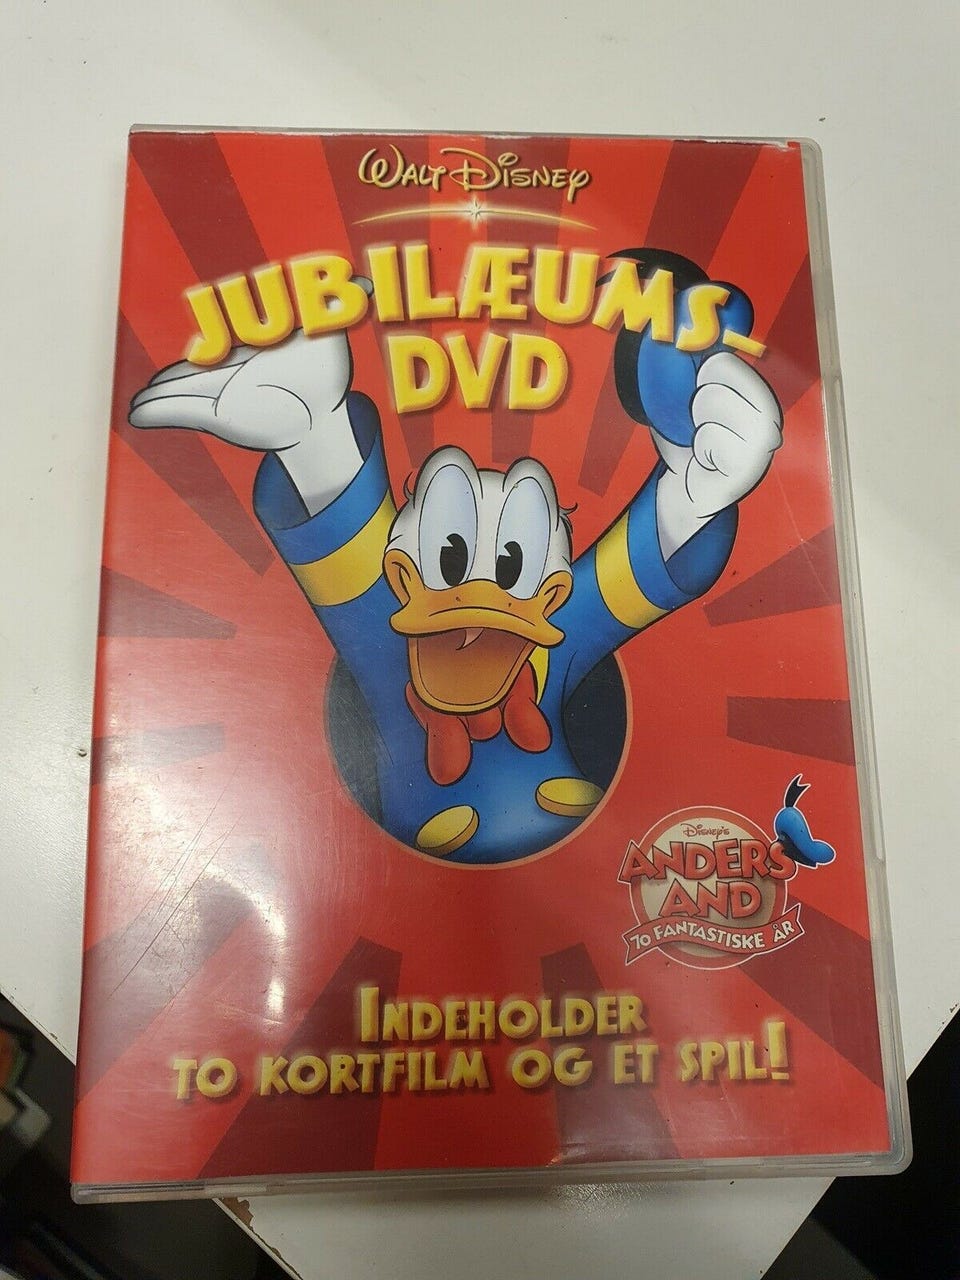 WALT DISNEY
JUBILÆUMS-
DVD
DISNEY'S
ANDERS
AND
70 FANTASTISKE ÅR
INDEHOLDER
TO KORTFILM OG ET SPIL!